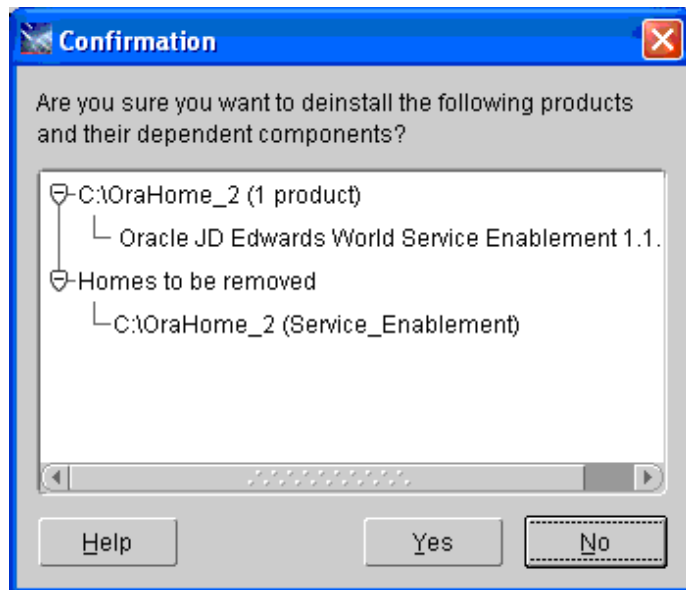 Confirmation
Are you sure you want to deinstall the following products
and their dependent components?
C:\OraHome_2 (1 product)
Oracle JD Edwards World Service Enablement 1.1.
Homes to be removed
C:\OraHome_2 (Service_Enablement)
Help Yes No